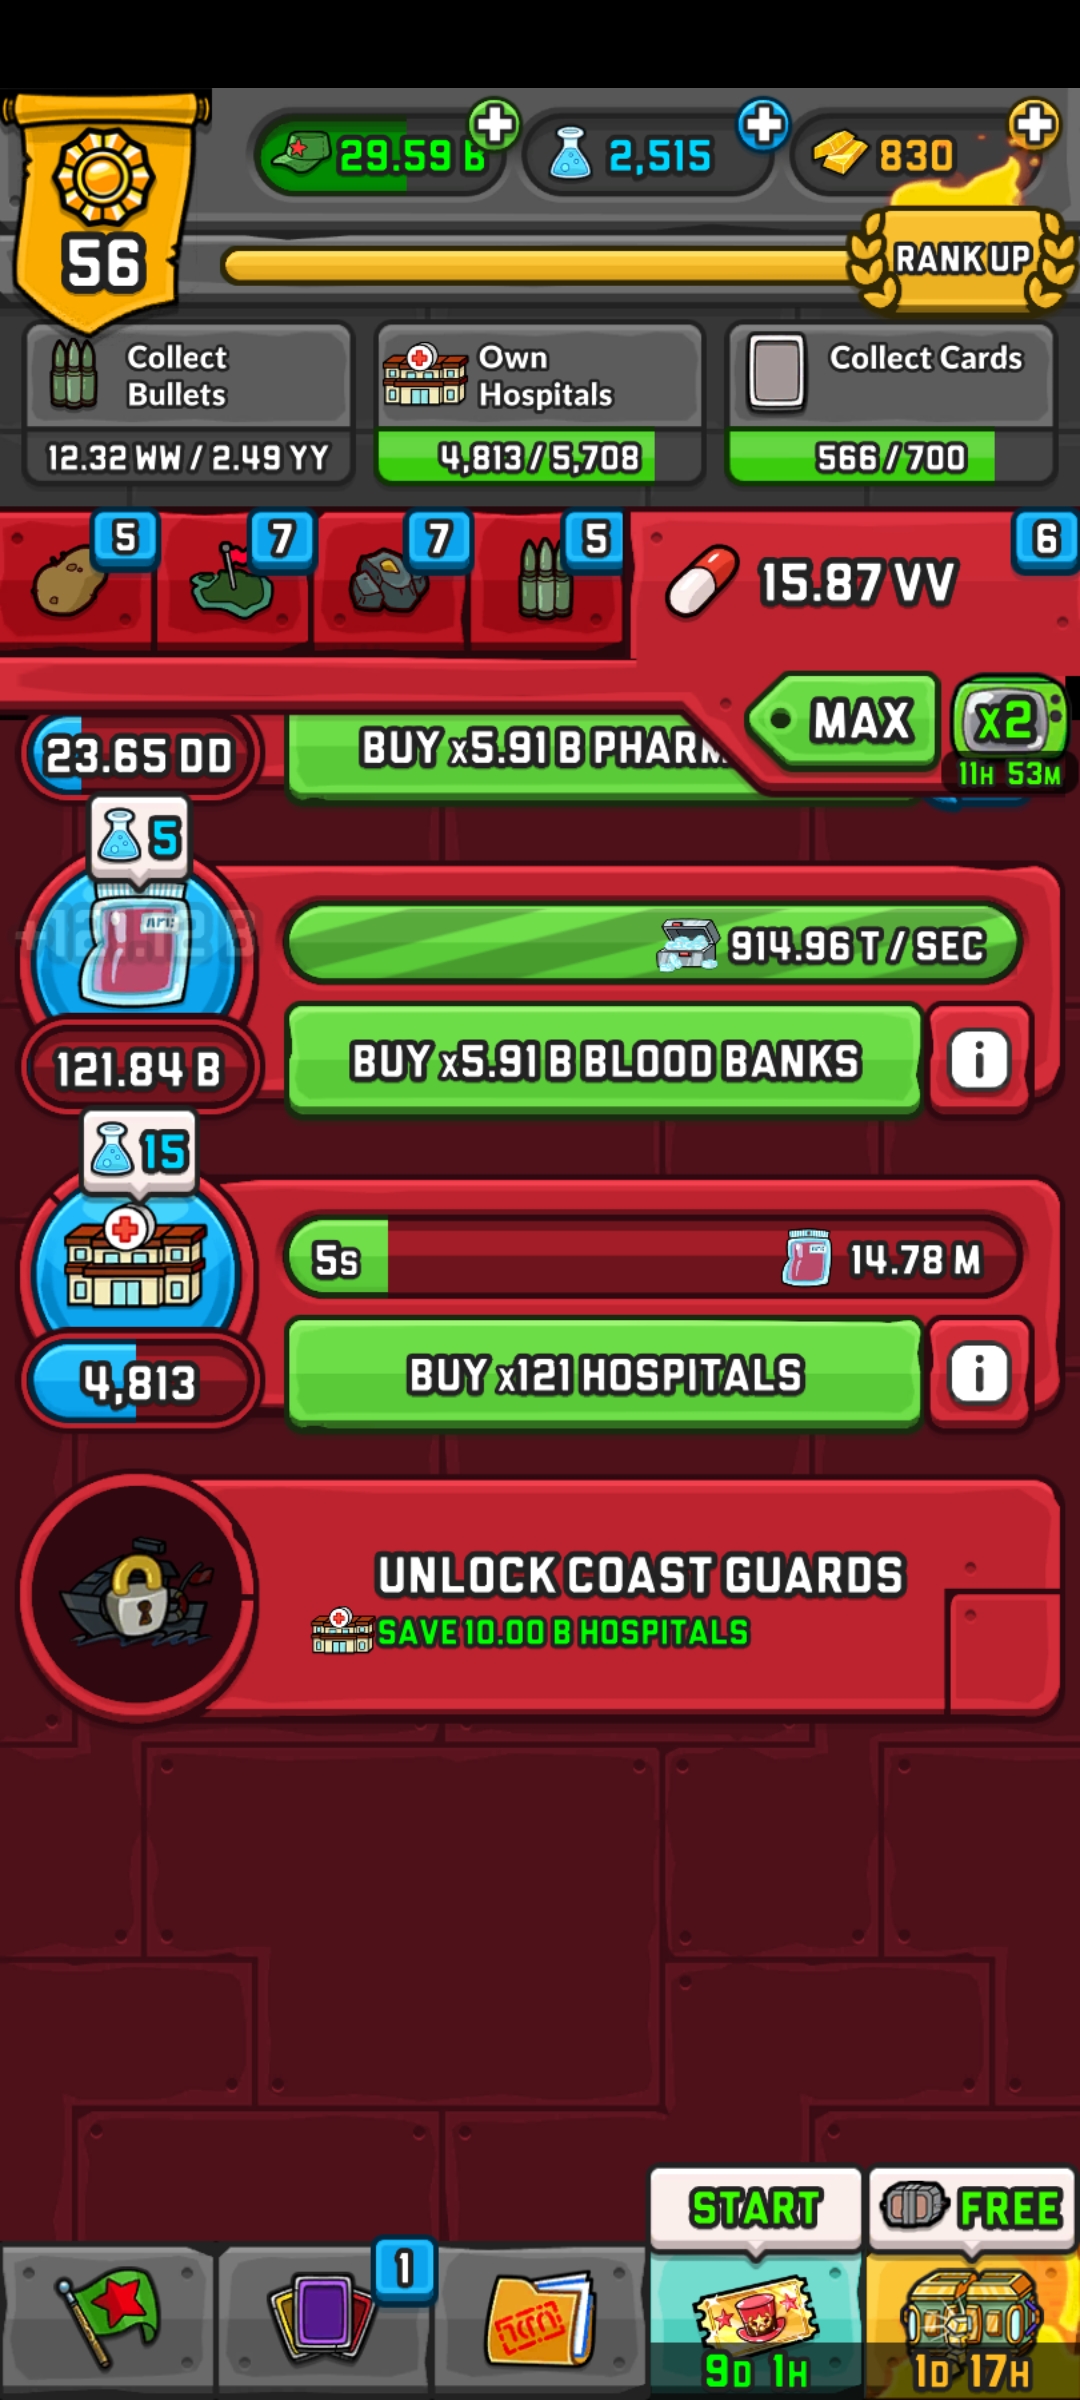 29.59 B
2,515
830
56
RANK UP
Collect
Bullets
12.32 WW / 2.49 YY
Own
Hospitals
4,813 / 5,708
Collect Cards
566 / 700
5
7
7
5
15.87 VV
6
MAX
x2
11H 53M
23.65 DD
BUY x5.91 B PHARM
5
914.96 T / SEC
121.84 B
BUY x5.91 B BLOOD BANKS
i
15
5s
14.78 M
4,813
BUY x121 HOSPITALS
i
UNLOCK COAST GUARDS
SAVE 10.00 B HOSPITALS
START
FREE
1
9D 1H
1D 17H